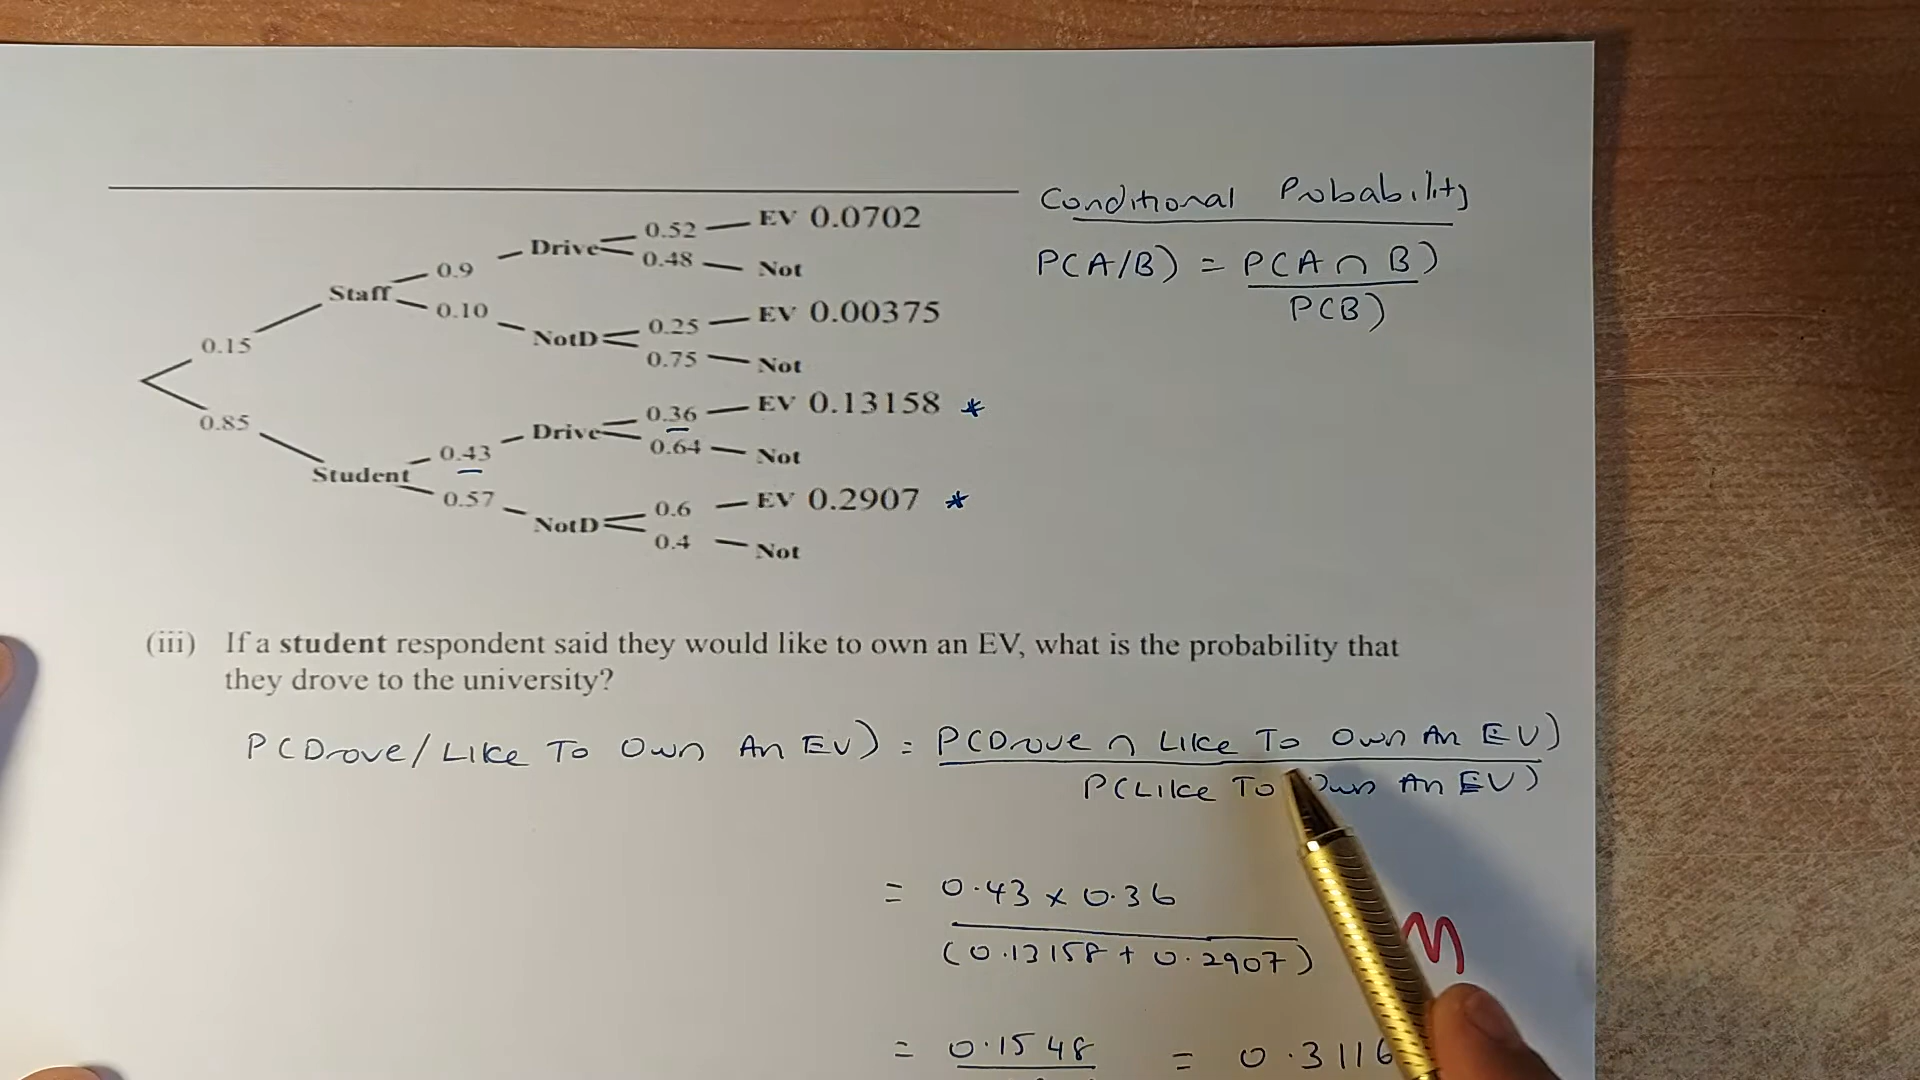 Conditional Probability
P(A/B) = P(A ∩ B)
P(B)
0.15
0.85
Staff
0.9
0.10
Drive
0.52
EV 0.0702
0.48
Not
NotD
0.25
EV 0.00375
0.75
Not
Student
0.43
0.57
Drive
0.36
EV 0.13158 *
0.64
Not
NotD
0.6
EV 0.2907 *
0.4
Not
(iii) If a student respondent said they would like to own an EV, what is the probability that
they drove to the university?
P(Drove/Like To Own An EV) = P(Drove ∩ Like To Own An EV)
P(Like To Own An EV)
= 0.43 x 0.36
(0.13158 + 0.2907)
= 0.1548 = 0.3116